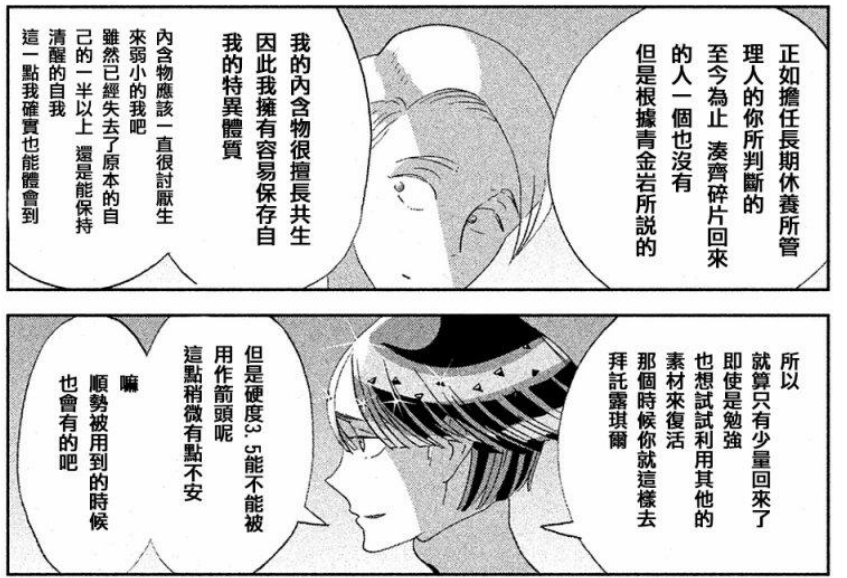 正如擔任長期休養所管
理人的你所判斷的
至今為止 湊齊碎片回來
的人一個也沒有
但是根據青金岩所説的
我的內含物很擅長共生
因此我擁有容易保存自
我的特異體質
內含物應該一直很討厭生
來弱小的我吧
雖然已經失去了原本的自
己的一半以上 還是能保持
清醒的自我
這一點我確實也能體會到
所以
就算只有少量回來了
即使是勉強
也想試試利用其他的
素材來復活
那個時候你就這樣去
拜託露琪爾
但是硬度3.5能不能被
用作箭頭呢
這點稍微有點不安
嘛
順勢被用到的時候
也會有的吧